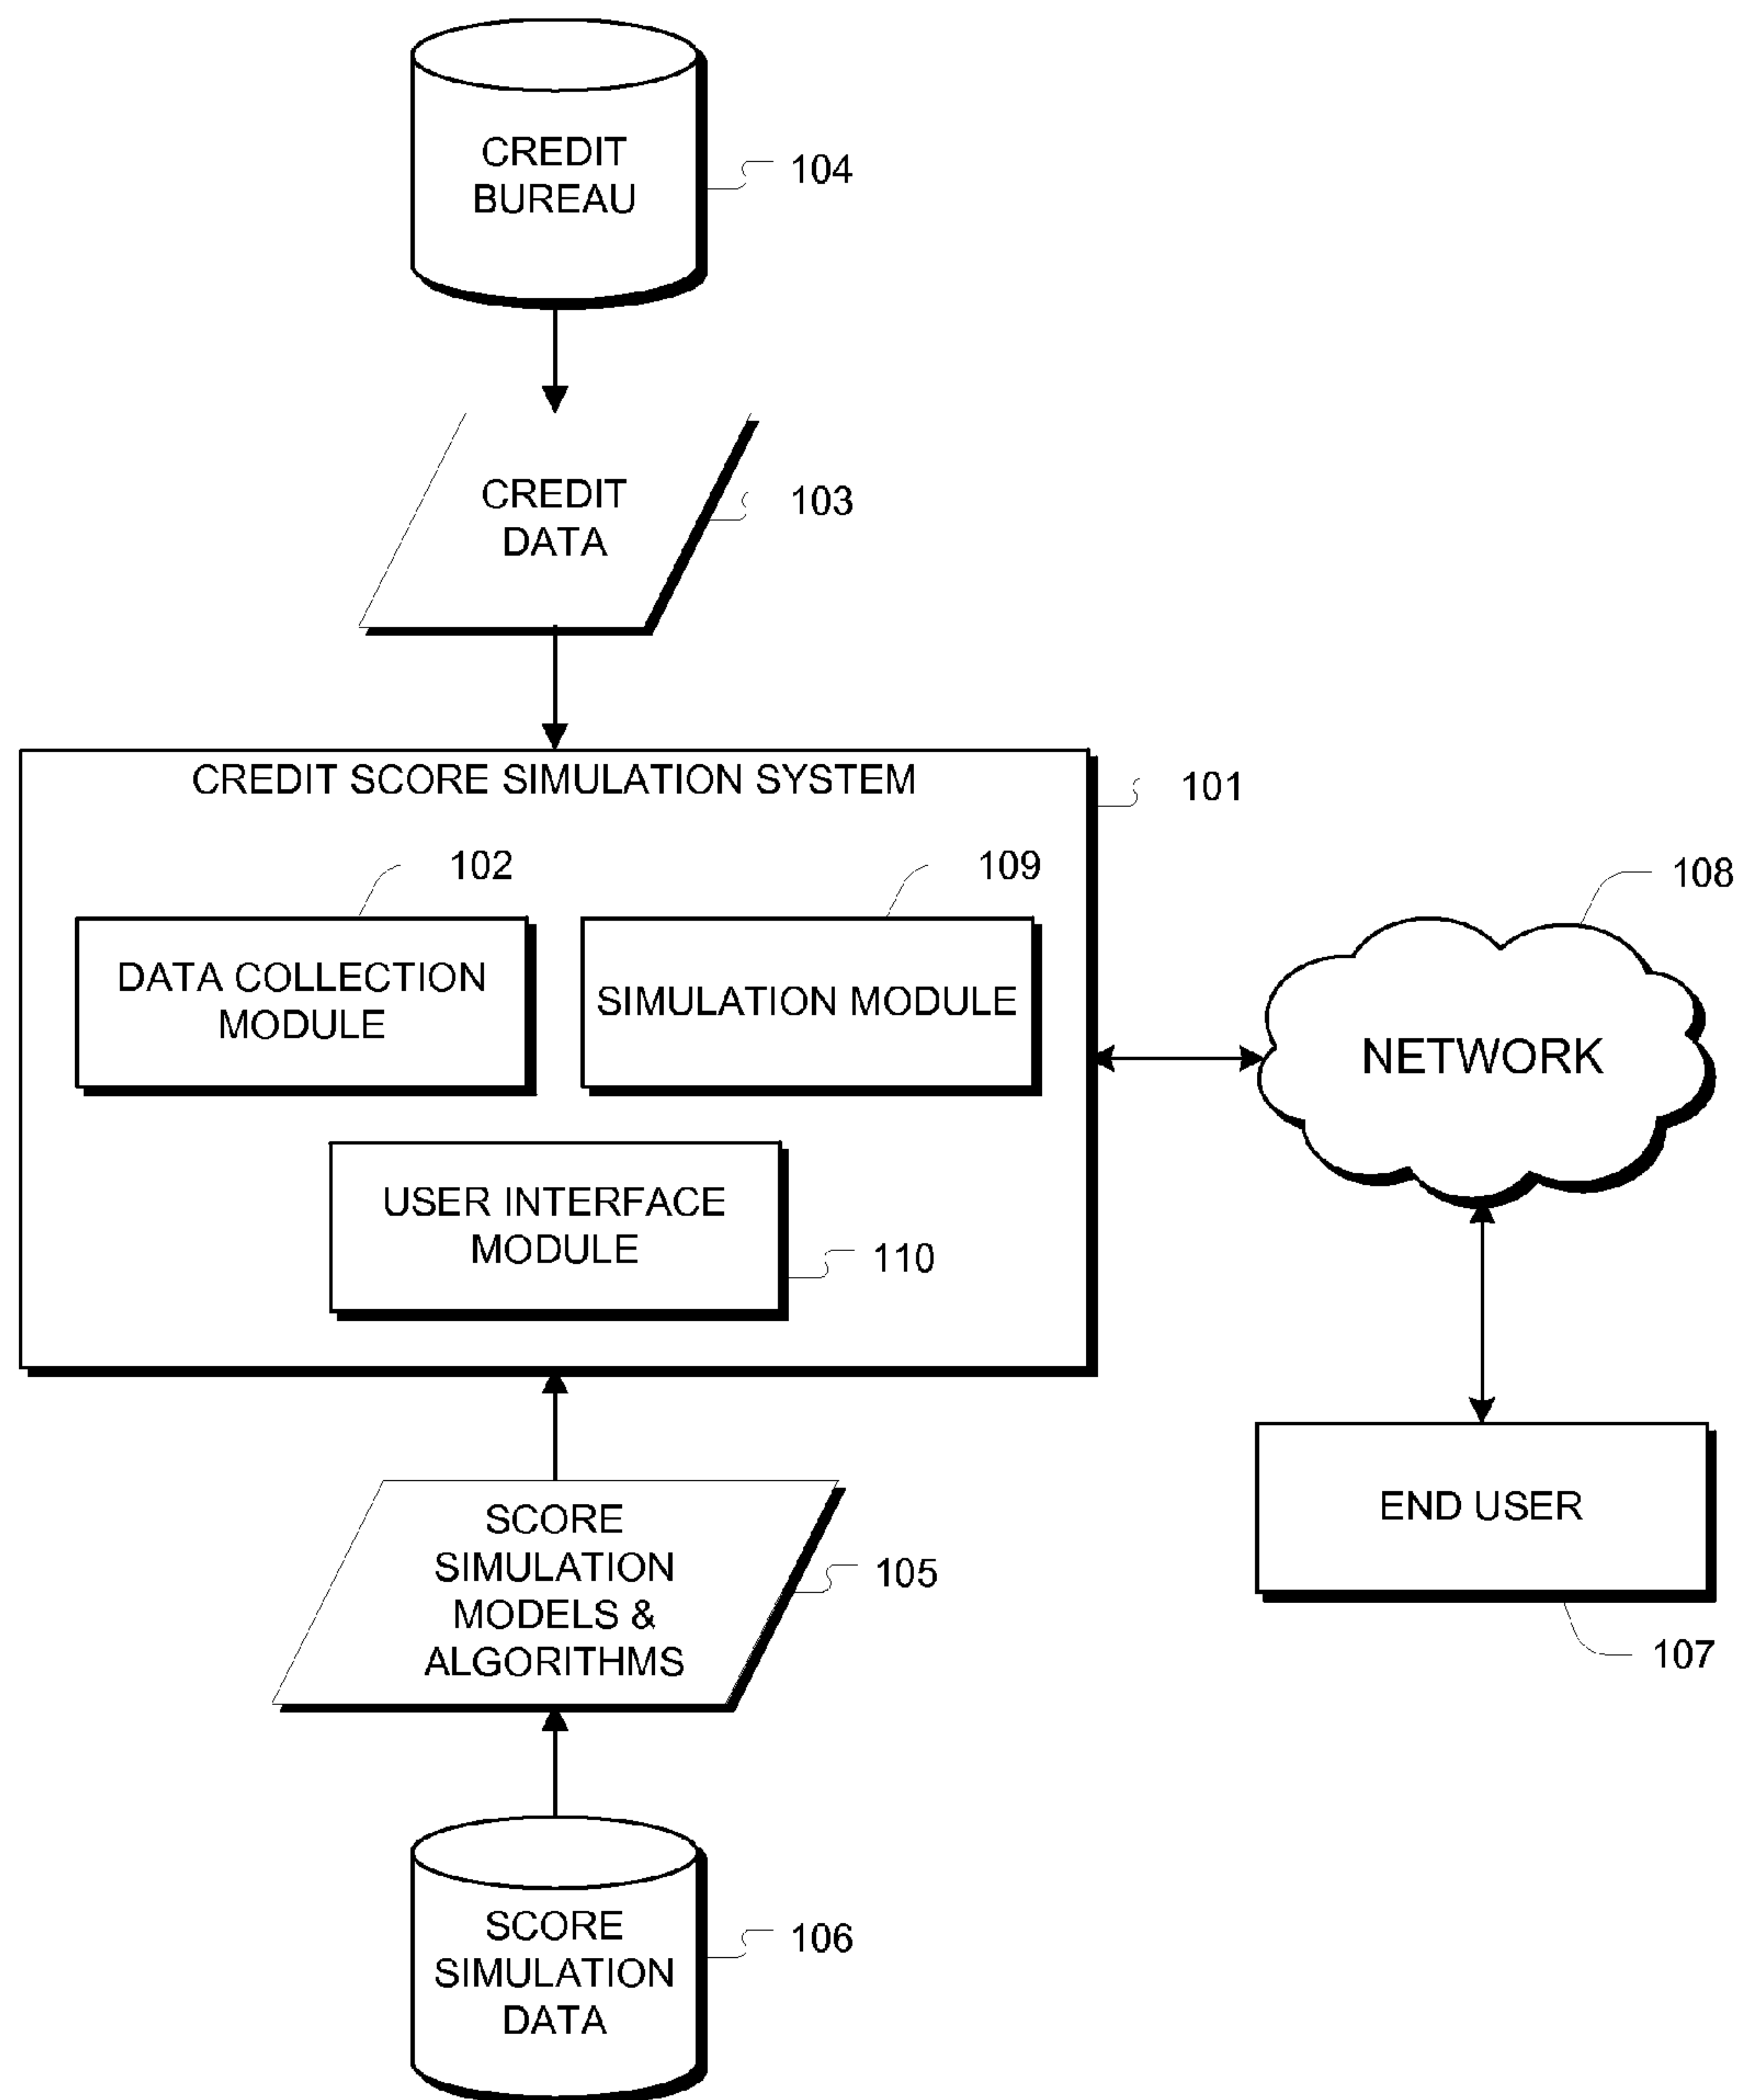 CREDIT
BUREAU
104
CREDIT
DATA
103
CREDIT SCORE SIMULATION SYSTEM
101
102
109
108
DATA COLLECTION
MODULE
SIMULATION MODULE
NETWORK
USER INTERFACE
MODULE
110
END USER
107
SCORE
SIMULATION
MODELS &
ALGORITHMS
105
SCORE
SIMULATION
DATA
106